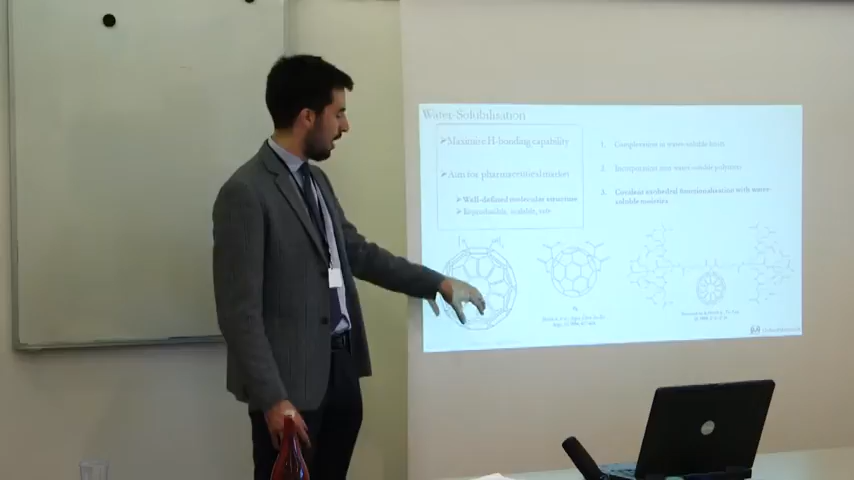 Water Solubilisation
➢Maximise H-bonding capability
➢Aim for pharmaceutical market
➢Well-defined molecular structure
➢Reproducible, scalable, safe
1. Complexation in water-soluble hosts
2. Incorporation into water-soluble polymers
3. Covalent exohedral functionalisation with water-
soluble moieties